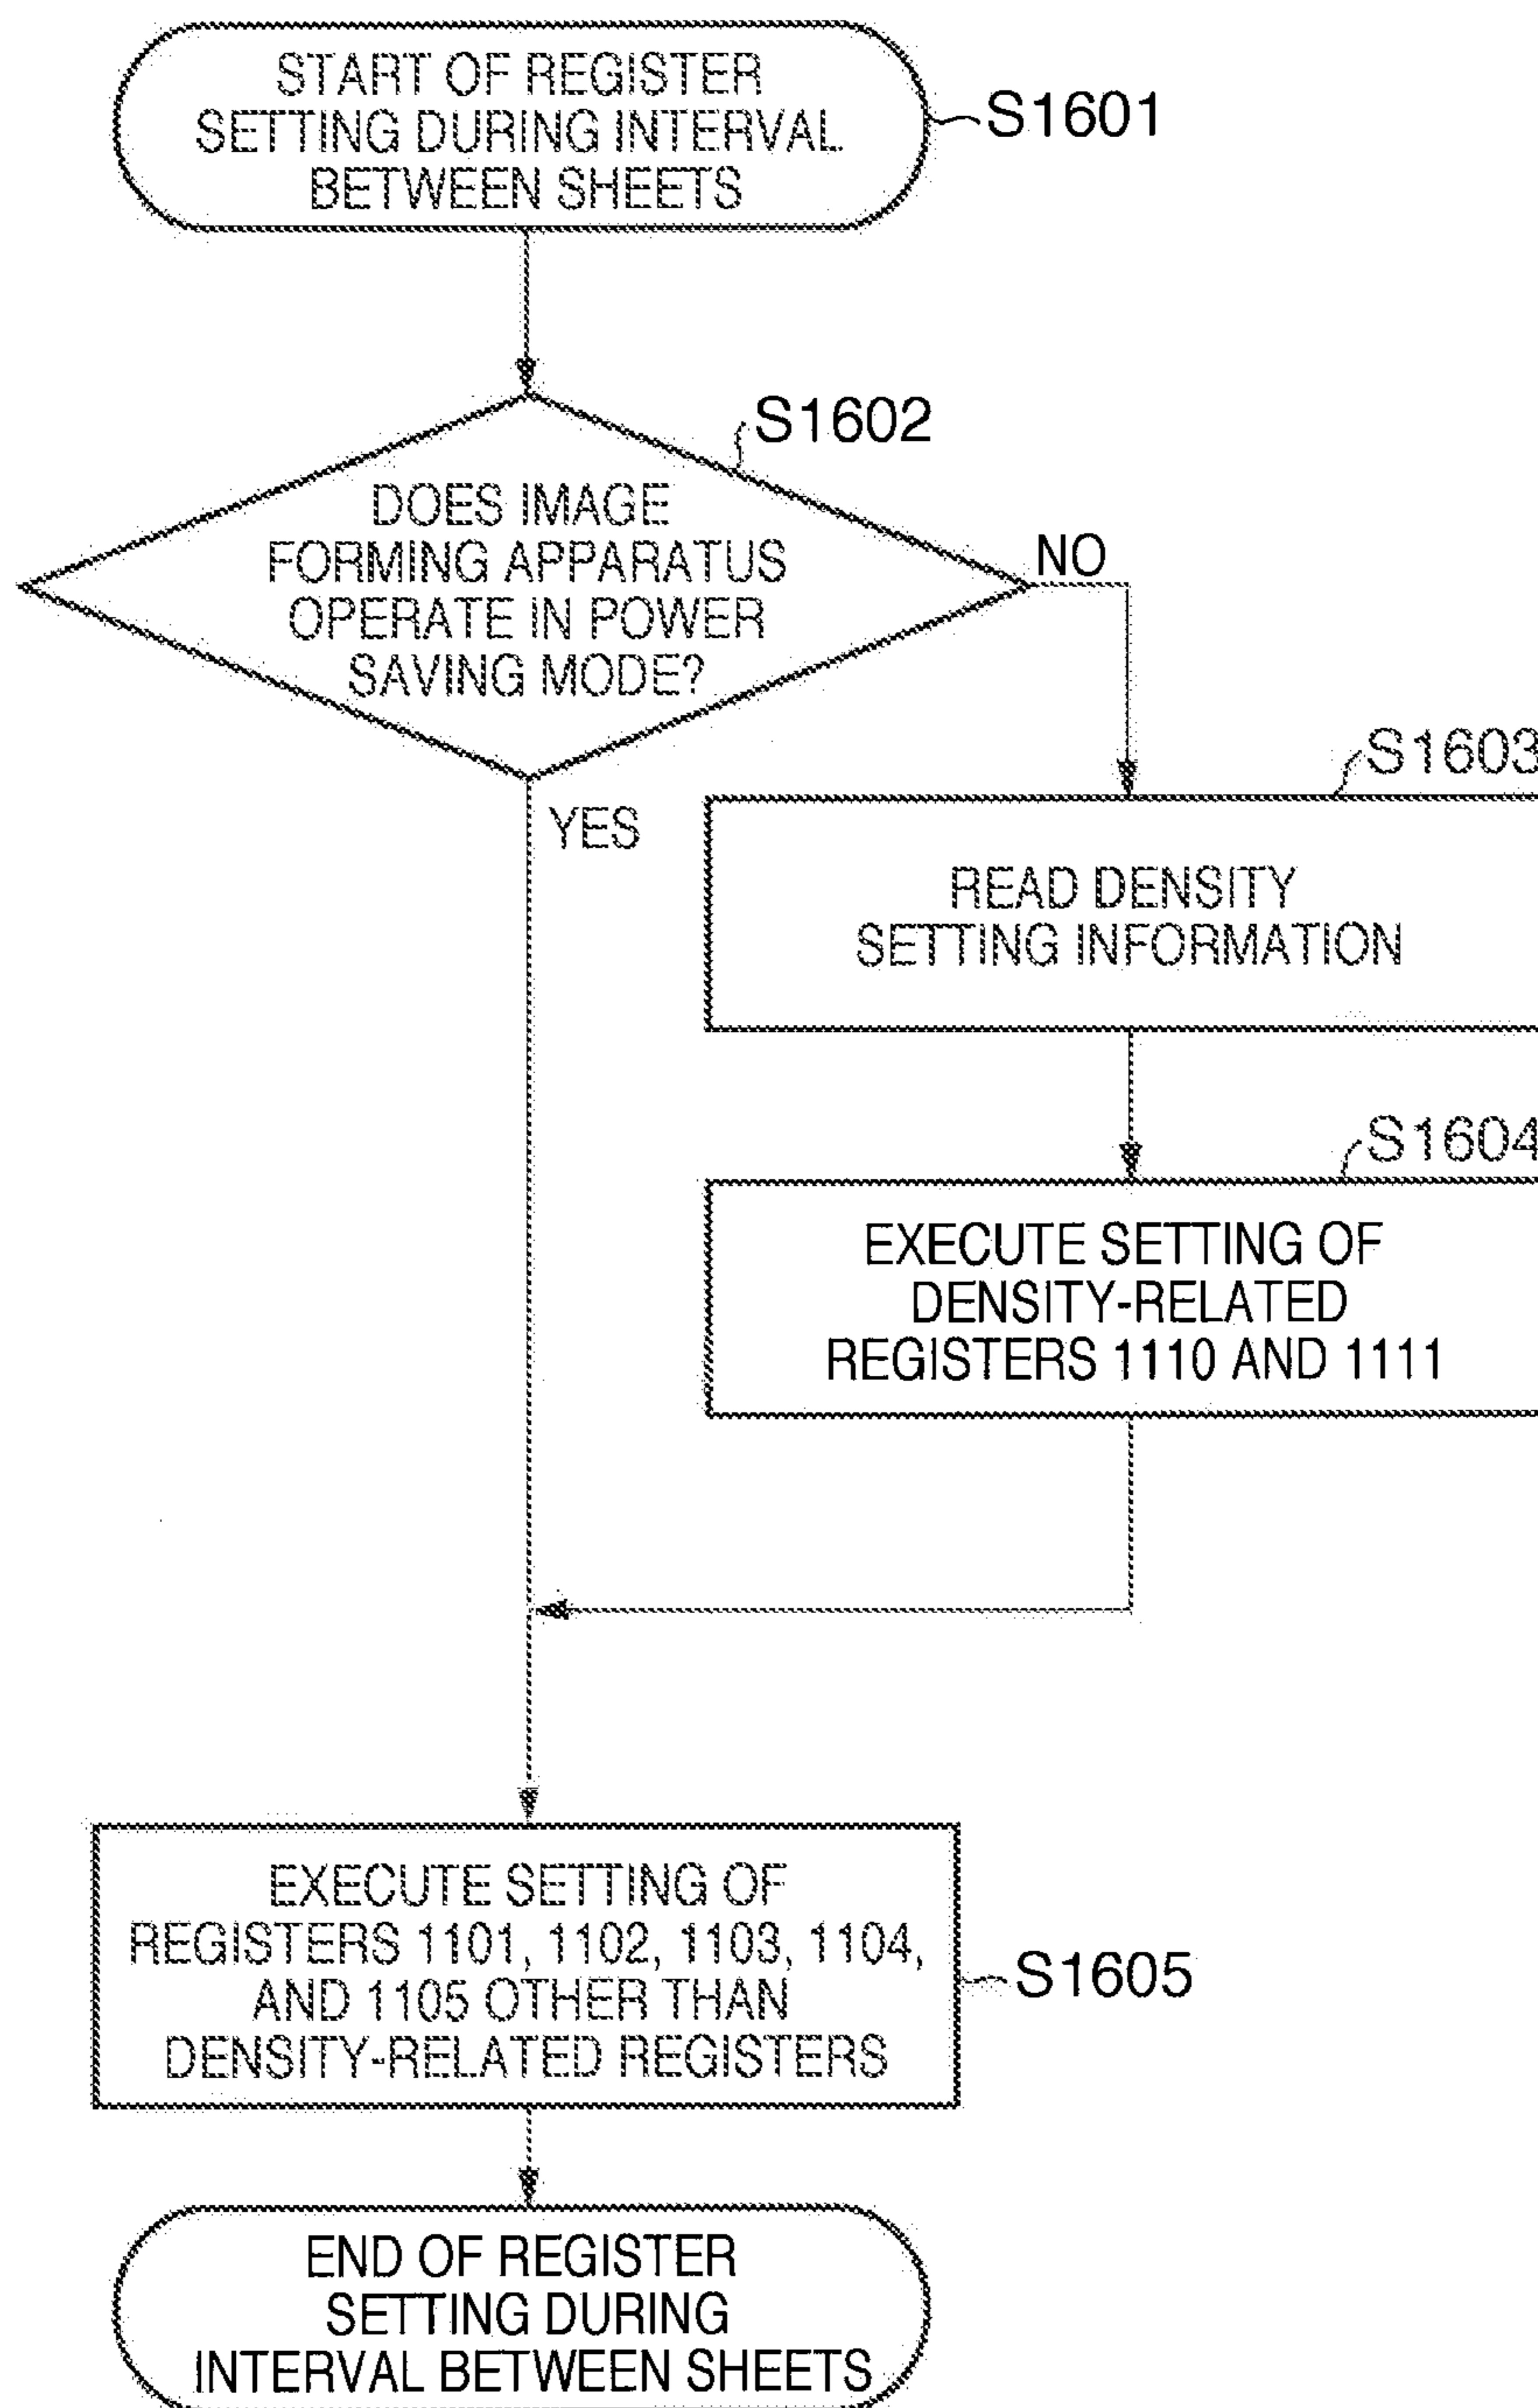 START OF REGISTER
SETTING DURING INTERVAL
BETWEEN SHEETS
S1601
S1602
DOES IMAGE
FORMING APPARATUS
OPERATE IN POWER
SAVING MODE?
NO
YES
S1603
READ DENSITY
SETTING INFORMATION
S1604
EXECUTE SETTING OF
DENSITY-RELATED
REGISTERS 1110 AND 1111
EXECUTE SETTING OF
REGISTERS 1101, 1102, 1103, 1104,
AND 1105 OTHER THAN
DENSITY-RELATED REGISTERS
S1605
END OF REGISTER
SETTING DURING
INTERVAL BETWEEN SHEETS